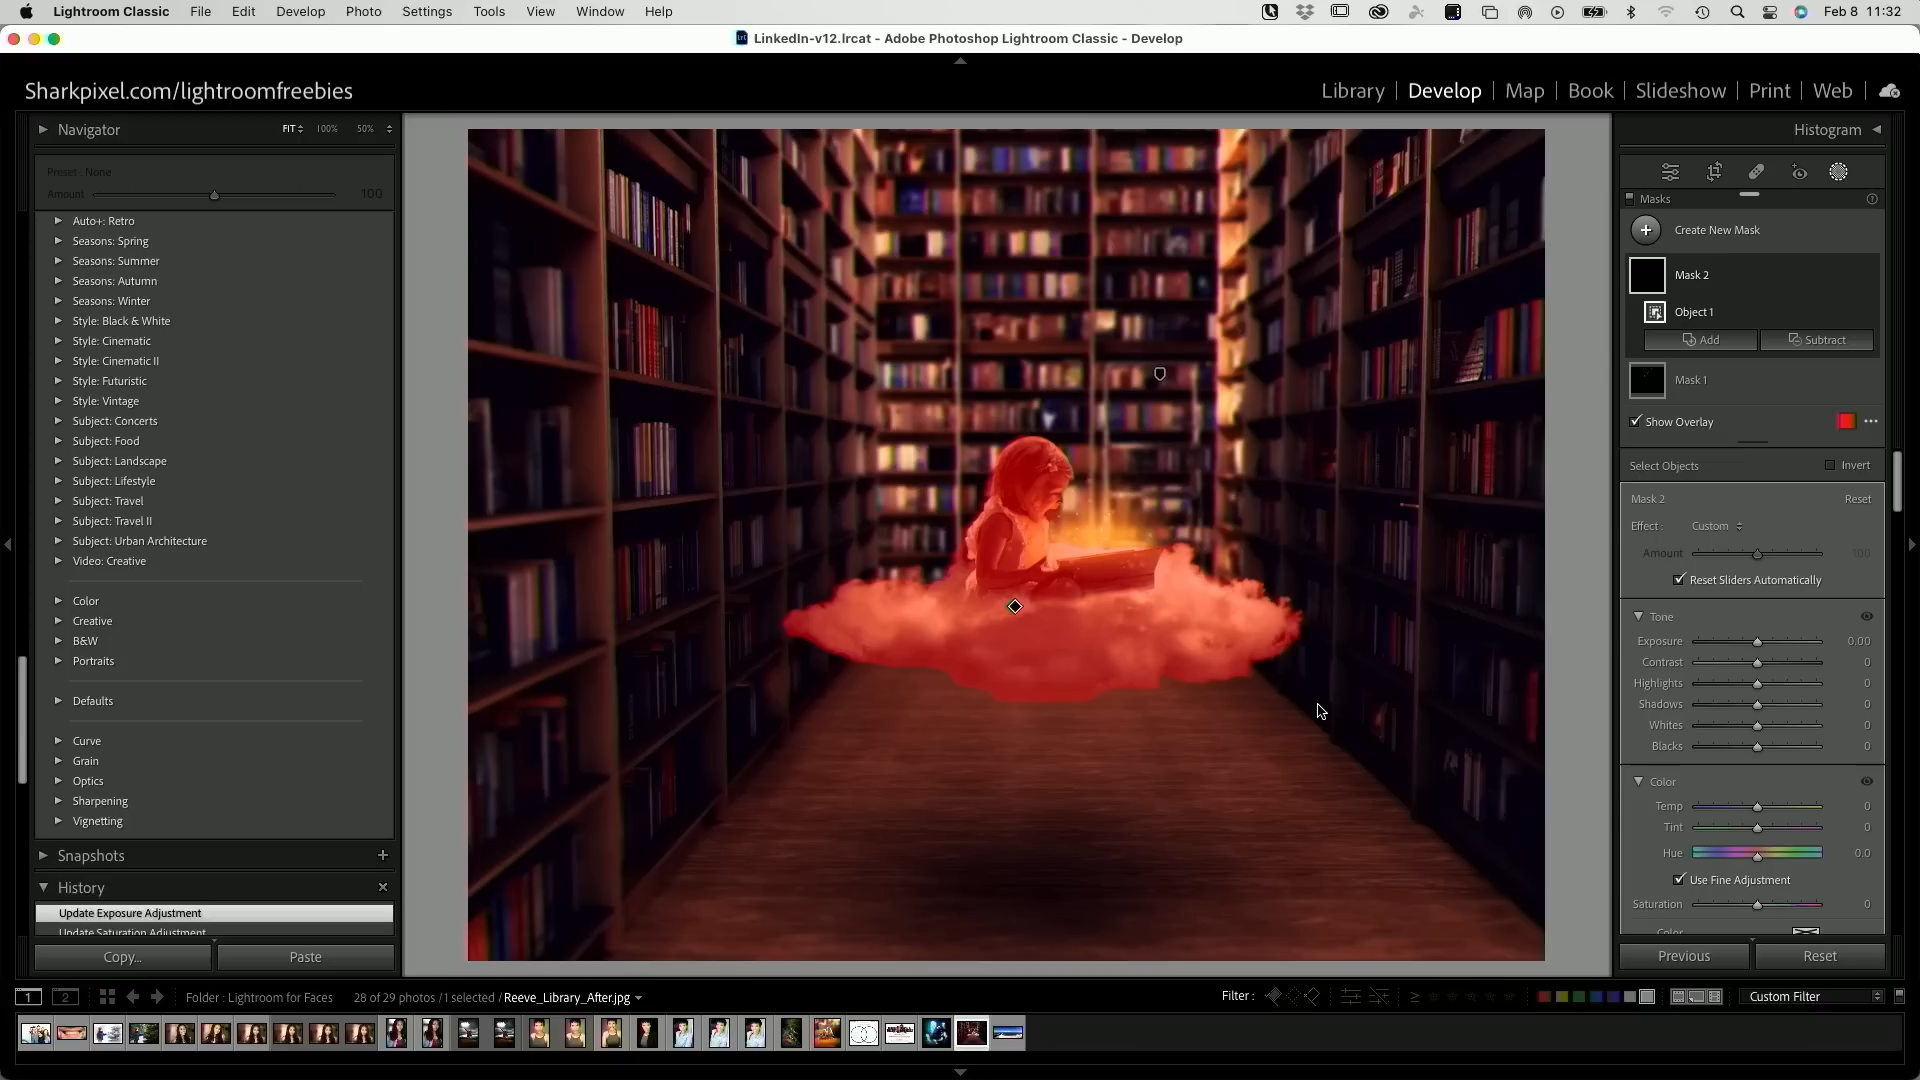 Lightroom Classic File Edit Develop Photo Settings Tools View Window Help Feb 8 11:32
LinkedIn-v12.lrcat - Adobe Photoshop Lightroom Classic - Develop
Sharkpixel.com/lightroomfreebies
Library Develop Map Book Slideshow Print Web
Navigator FIT 100% 50%
Preset : None
Amount 100
Auto+: Retro
Seasons: Spring
Seasons: Summer
Seasons: Autumn
Seasons: Winter
Style: Black & White
Style: Cinematic
Style: Cinematic II
Style: Futuristic
Style: Vintage
Subject: Concerts
Subject: Food
Subject: Landscape
Subject: Lifestyle
Subject: Travel
Subject: Travel II
Subject: Urban Architecture
Video: Creative
Color
Creative
B&W
Portraits
Defaults
Curve
Grain
Optics
Sharpening
Vignetting
Snapshots
History
Update Exposure Adjustment
Update Saturation Adjustment
Copy... Paste
Histogram
Masks
Create New Mask
Mask 2
Object 1
Add Subtract
Mask 1
Show Overlay
Select Objects Invert
Mask 2 Reset
Effect : Custom
Amount 100
Reset Sliders Automatically
Tone
Exposure 0.00
Contrast 0
Highlights 0
Shadows 0
Whites 0
Blacks 0
Color
Temp 0
Tint 0
Hue 0.0
Use Fine Adjustment
Saturation 0
Color
Previous Reset
1 2 Folder : Lightroom for Faces 28 of 29 photos /1 selected /Reeve_Library_After.jpg Filter : Custom Filter